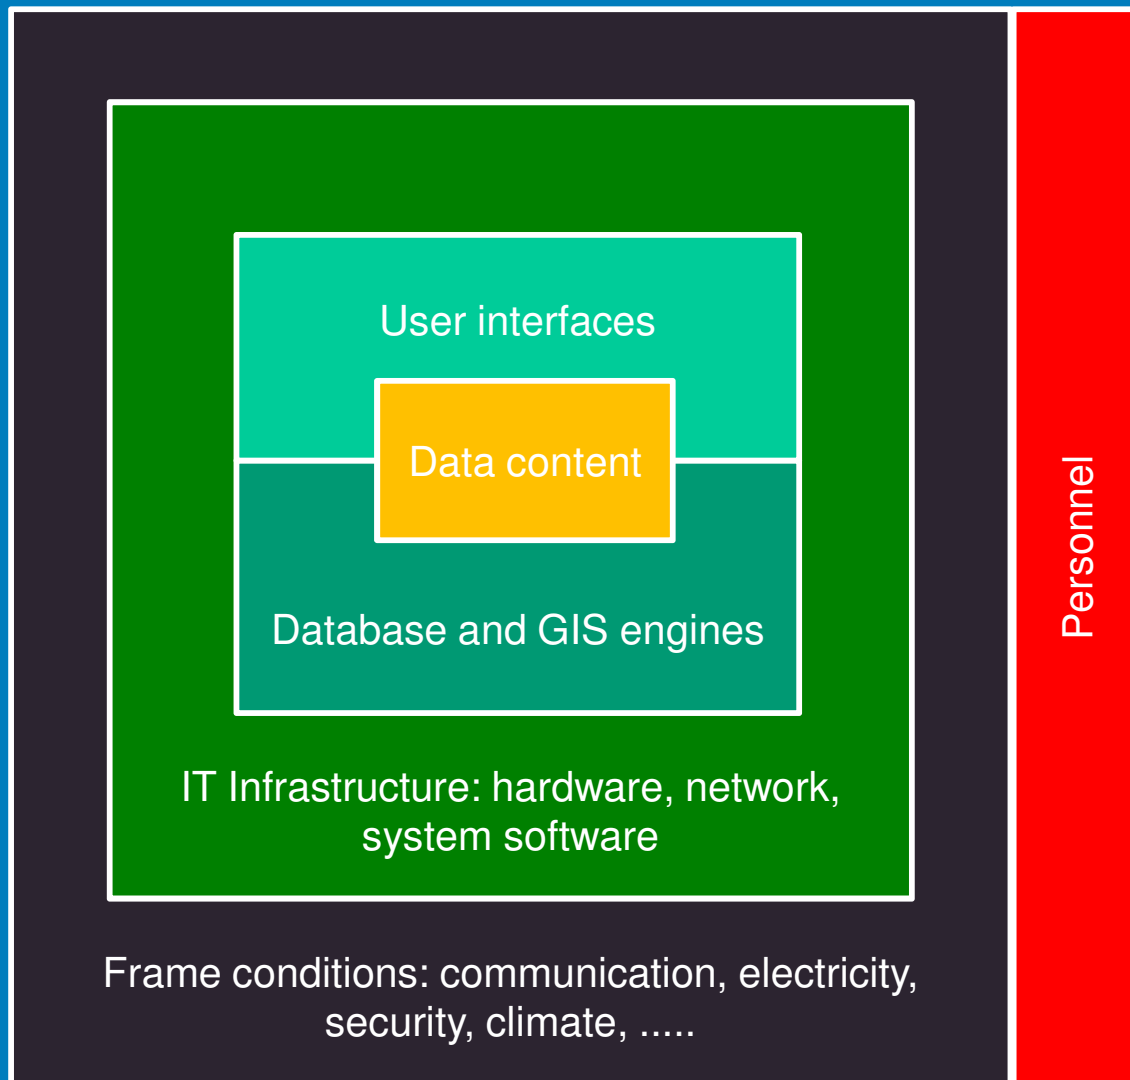 User interfaces
Data content
Database and GIS engines
IT Infrastructure: hardware, network,
system software
Frame conditions: communication, electricity,
security, climate, .....
Personnel